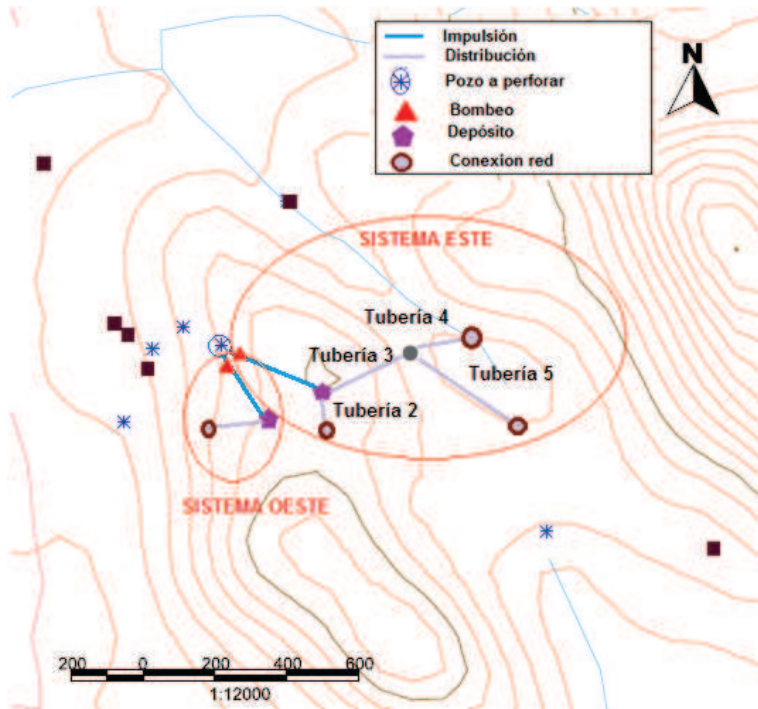 Impulsión
Distribución
Pozo a perforar
Bombeo
Depósito
Conexion red
N
SISTEMA ESTE
Tubería 4
Tubería 3
Tubería 5
Tubería 2
SISTEMA OESTE
200 0 200 400 600
1:12000